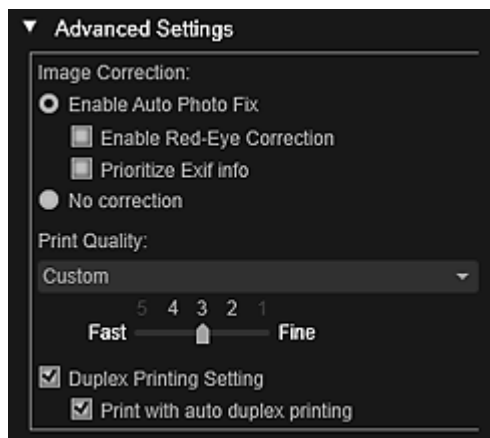 Advanced Settings
Image Correction:
Enable Auto Photo Fix
Enable Red-Eye Correction
Prioritize Exif info
No correction
Print Quality:
Custom
5 4 3 2 1
Fast Fine
Duplex Printing Setting
Print with auto duplex printing